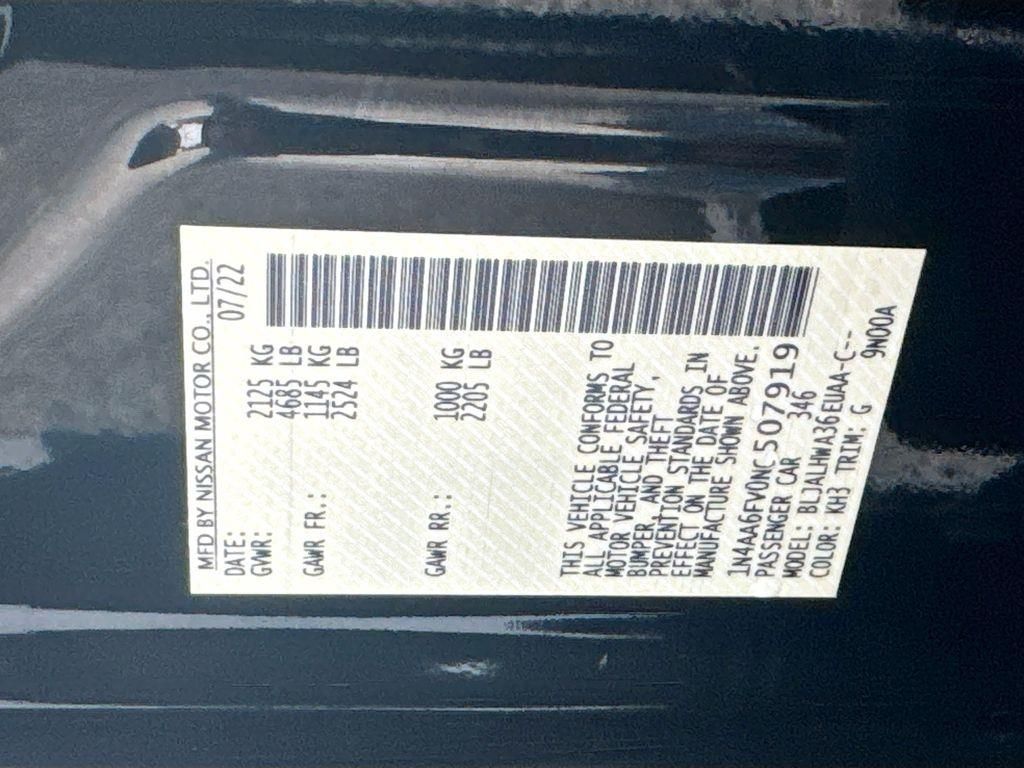 MFD BY NISSAN MOTOR CO., LTD.
DATE: 07/22
GVWR: 2125 KG
4685 LB
GAWR FR.: 1145 KG
2524 LB
GAWR RR.: 1000 KG
2205 LB
THIS VEHICLE CONFORMS TO
ALL APPLICABLE FEDERAL
MOTOR VEHICLE SAFETY,
BUMPER, AND THEFT
PREVENTION STANDARDS IN
EFFECT ON THE DATE OF
MANUFACTURE SHOWN ABOVE.
1N4AA6FV0NC507919
PASSENGER CAR 346
MODEL: BLJALHWA36EUAA-C--
COLOR: KH3 TRIM: G 9N00A